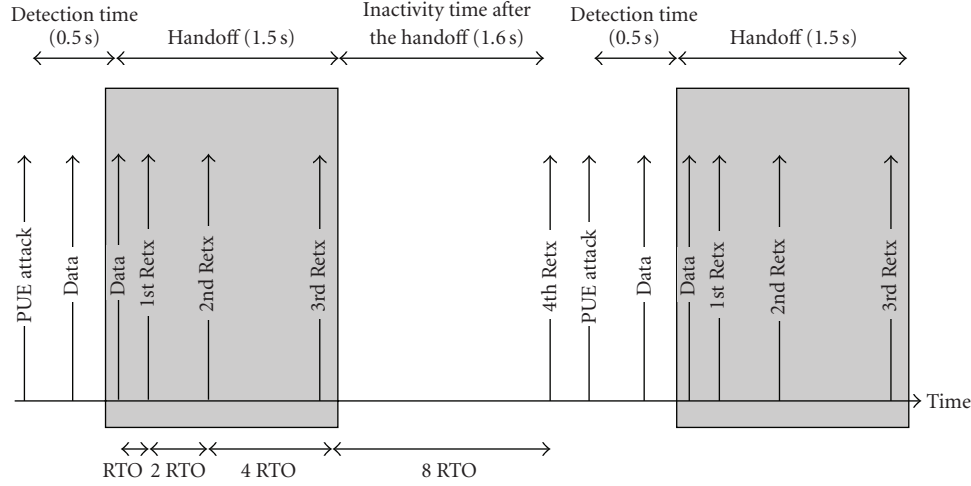 Detection time
(0.5 s)
Handoff (1.5 s)
Inactivity time after
the handoff (1.6 s)
Detection time
(0.5 s)
Handoff (1.5 s)
PUE attack
Data
Data
1st Retx
2nd Retx
3rd Retx
4th Retx
PUE attack
Data
Data
1st Retx
2nd Retx
3rd Retx
Time
RTO
2 RTO
4 RTO
8 RTO